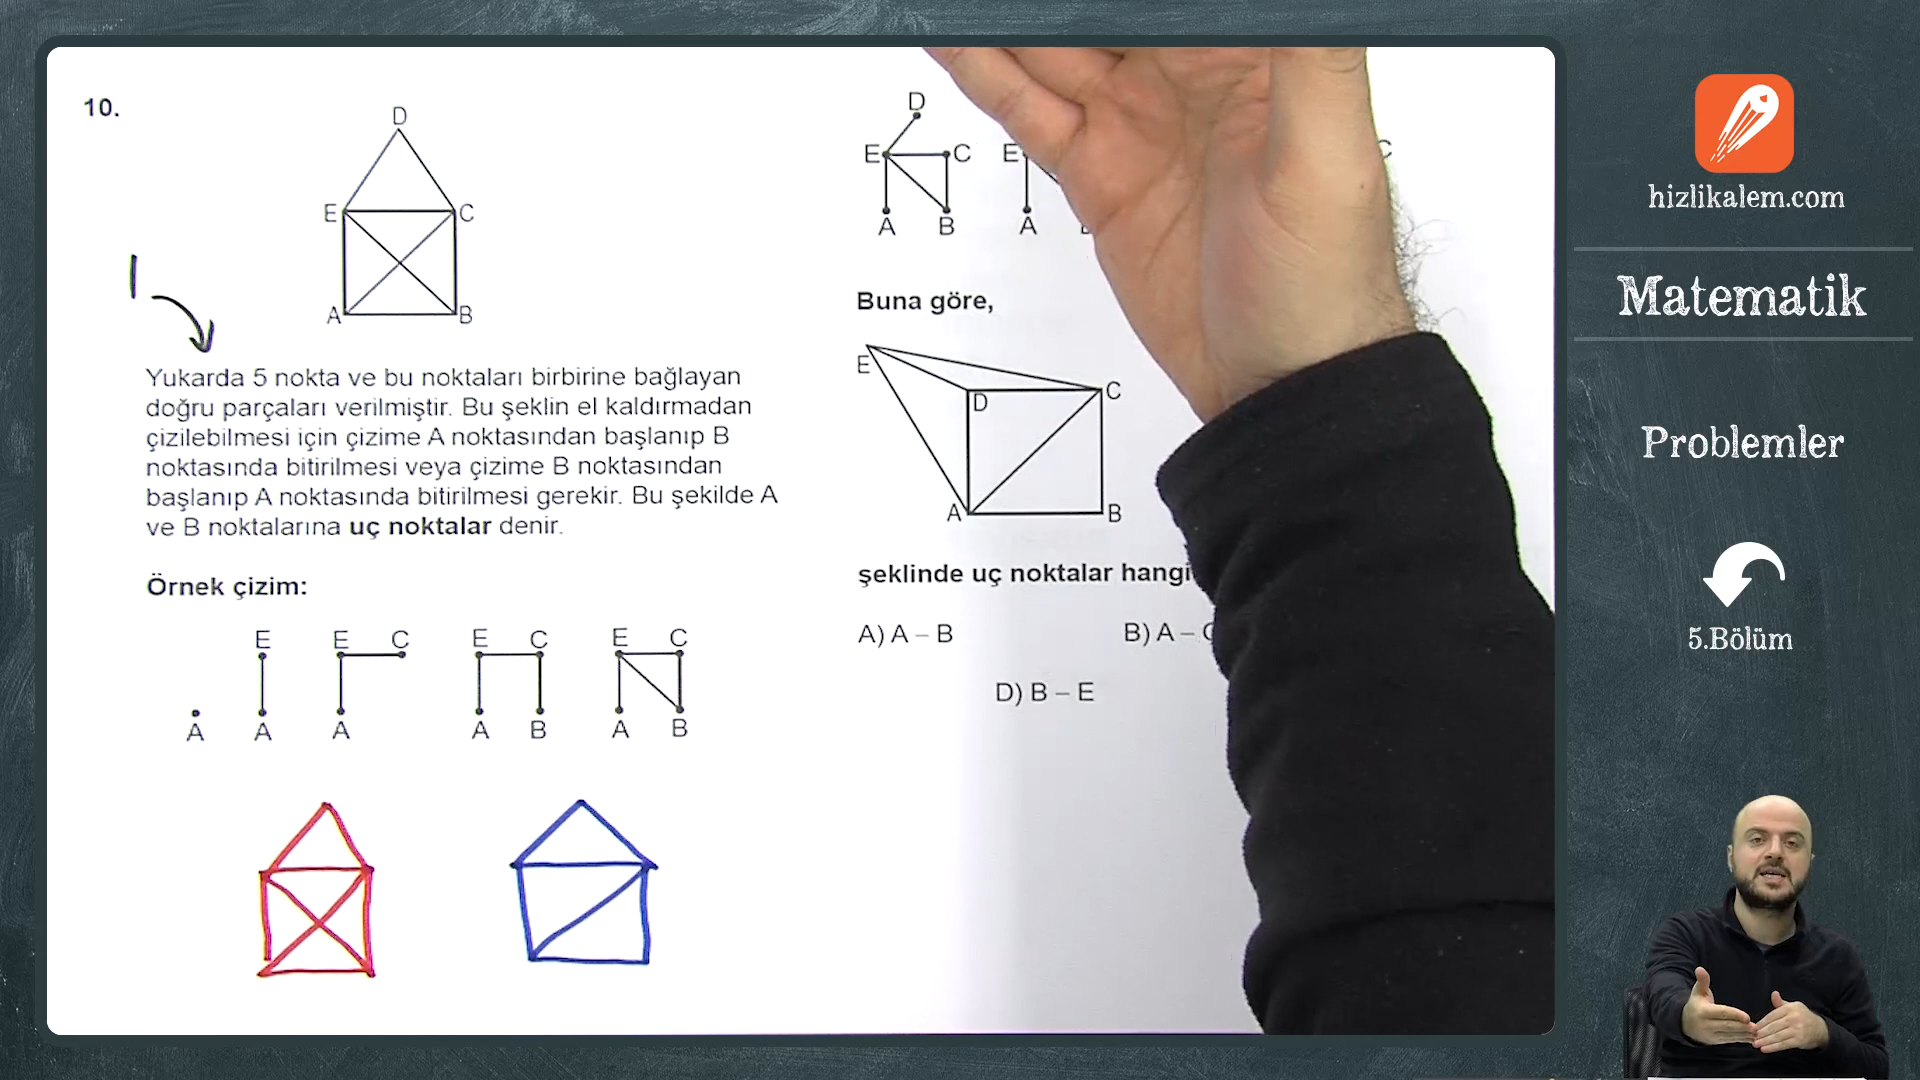 10.
D
E
C
A
B
Yukarda 5 nokta ve bu noktaları birbirine bağlayan
doğru parçaları verilmiştir. Bu şeklin el kaldırmadan
çizilebilmesi için çizime A noktasından başlanıp B
noktasında bitirilmesi veya çizime B noktasından
başlanıp A noktasında bitirilmesi gerekir. Bu şekilde A
ve B noktalarına uç noktalar denir.
Örnek çizim:
E E C E C E C
A A A A B A B
D
E C E C
A B A
Buna göre,
E
D
C
A
B
şeklinde uç noktalar hangi
A) A – B B) A –
D) B – E
hizlikalem.com
Matematik
Problemler
5.Bölüm